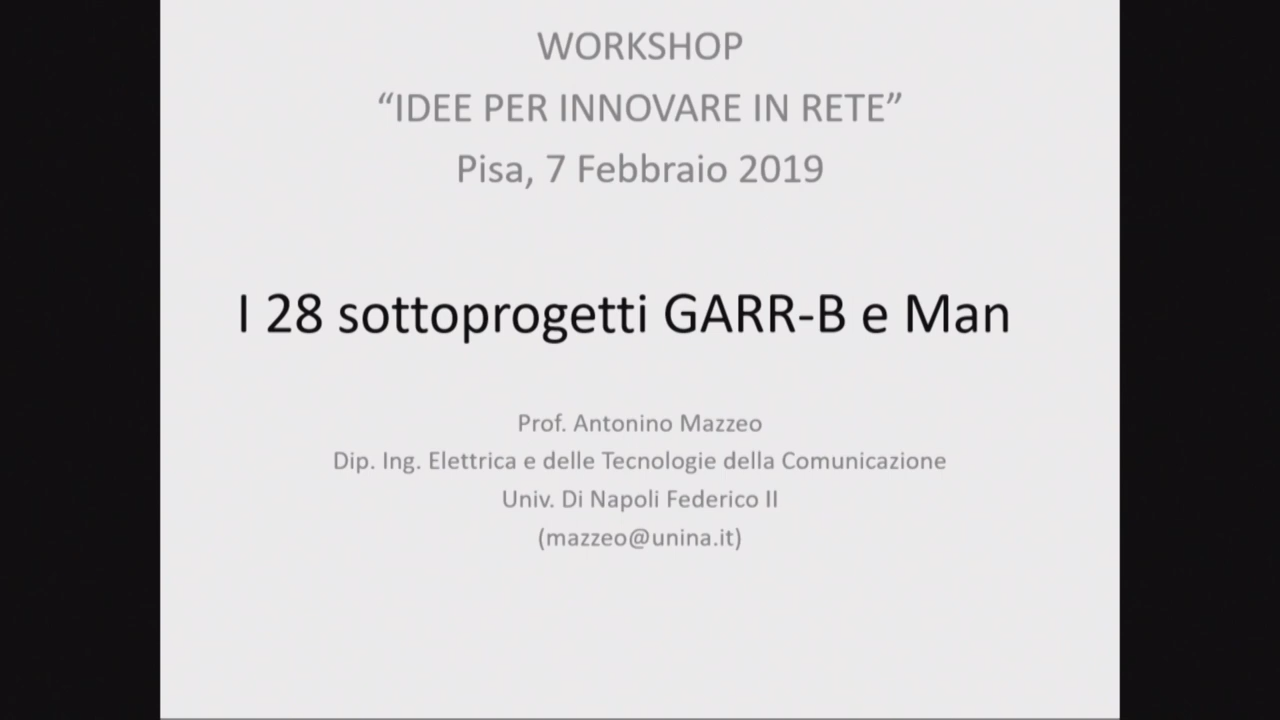 WORKSHOP
“IDEE PER INNOVARE IN RETE”
Pisa, 7 Febbraio 2019
I 28 sottoprogetti GARR-B e Man
Prof. Antonino Mazzeo
Dip. Ing. Elettrica e delle Tecnologie della Comunicazione
Univ. Di Napoli Federico II
(mazzeo@unina.it)